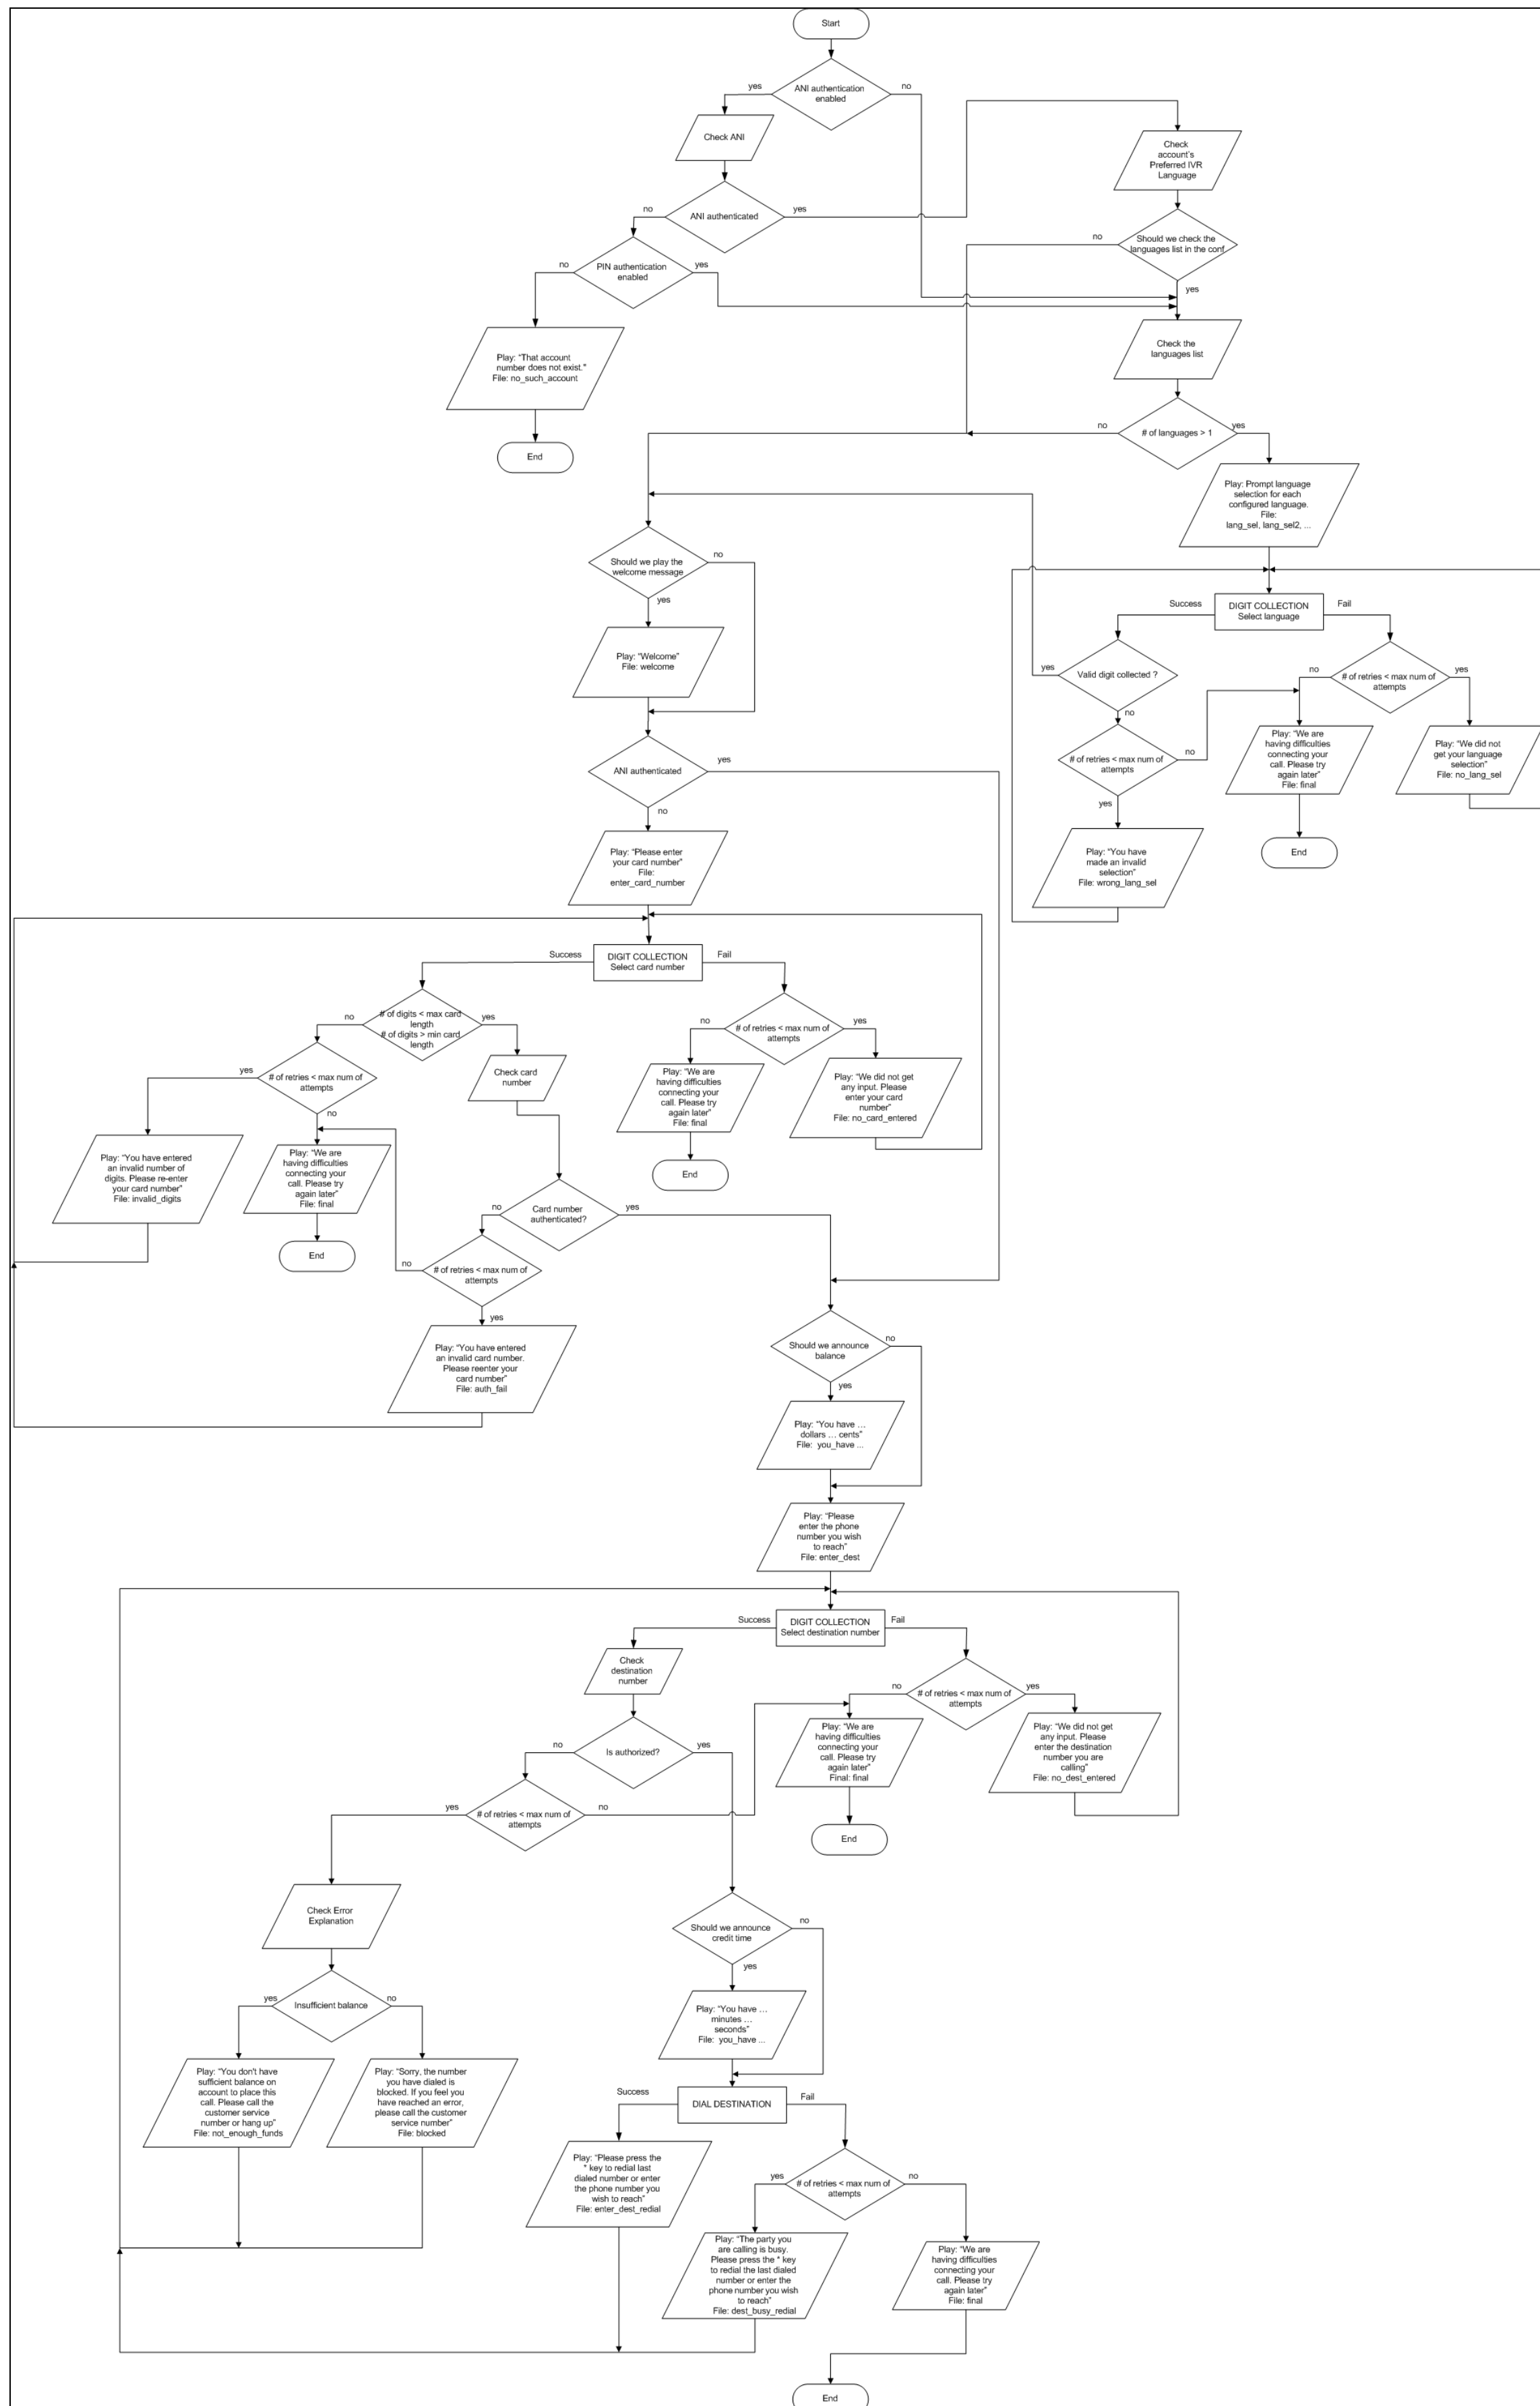 Start
ANI authentication
enabled
yes
no
Check ANI
Check
account's
Preferred IVR
Language
ANI authenticated
no
yes
Should we check the
languages list in the conf
no
yes
PIN authentication
enabled
no
yes
Check the
languages list
Play: “That account
number does not exist."
File: no_such_account
End
# of languages > 1
no
yes
Play: Prompt language
selection for each
configured language.
File:
lang_sel, lang_sel2, ...
Should we play the
welcome message
no
yes
Play: “Welcome”
File: welcome
Success
DIGIT COLLECTION
Select language
Fail
Valid digit collected ?
yes
no
# of retries < max num of
attempts
no
yes
# of retries < max num of
attempts
no
yes
Play: “We are
having difficulties
connecting your
call. Please try
again later”
File: final
Play: “We did not
get your language
selection”
File: no_lang_sel
End
Play: “You have
made an invalid
selection”
File: wrong_lang_sel
ANI authenticated
yes
no
Play: “Please enter
your card number”
File:
enter_card_number
Success
DIGIT COLLECTION
Select card number
Fail
# of digits < max card
length
# of digits > min card
length
no
yes
# of retries < max num of
attempts
no
yes
Check card
number
# of retries < max num of
attempts
yes
no
Play: “We are
having difficulties
connecting your
call. Please try
again later”
File: final
Play: “We did not get
any input. Please
enter your card
number”
File: no_card_entered
End
Play: “You have entered
an invalid number of
digits. Please re-enter
your card number”
File: invalid_digits
Play: “We are
having difficulties
connecting your
call. Please try
again later”
File: final
End
Card number
authenticated?
no
yes
# of retries < max num of
attempts
no
yes
Play: “You have entered
an invalid card number.
Please reenter your
card number”
File: auth_fail
Should we announce
balance
no
yes
Play: “You have …
dollars … cents”
File: you_have ...
Play: “Please
enter the phone
number you wish
to reach”
File: enter_dest
Success
DIGIT COLLECTION
Select destination number
Fail
Check
destination
number
# of retries < max num of
attempts
no
yes
Play: “We are
having difficulties
connecting your
call. Please try
again later”
Final: final
Play: “We did not get
any input. Please
enter the destination
number you are
calling”
File: no_dest_entered
End
Is authorized?
no
yes
# of retries < max num of
attempts
yes
no
Check Error
Explanation
Insufficient balance
yes
no
Play: “You don't have
sufficient balance on
account to place this
call. Please call the
customer service
number or hang up”
File: not_enough_funds
Play: “Sorry, the number
you have dialed is
blocked. If you feel you
have reached an error,
please call the customer
service number”
File: blocked
Should we announce
credit time
no
yes
Play: “You have …
minutes …
seconds”
File: you_have ...
Success
DIAL DESTINATION
Fail
Play: “Please press the
* key to redial last
dialed number or enter
the phone number you
wish to reach”
File: enter_dest_redial
# of retries < max num of
attempts
yes
no
Play: “The party you
are calling is busy.
Please press the * key
to redial the last dialed
number or enter the
phone number you wish
to reach”
File: dest_busy_redial
Play: “We are
having difficulties
connecting your
call. Please try
again later”
File: final
End